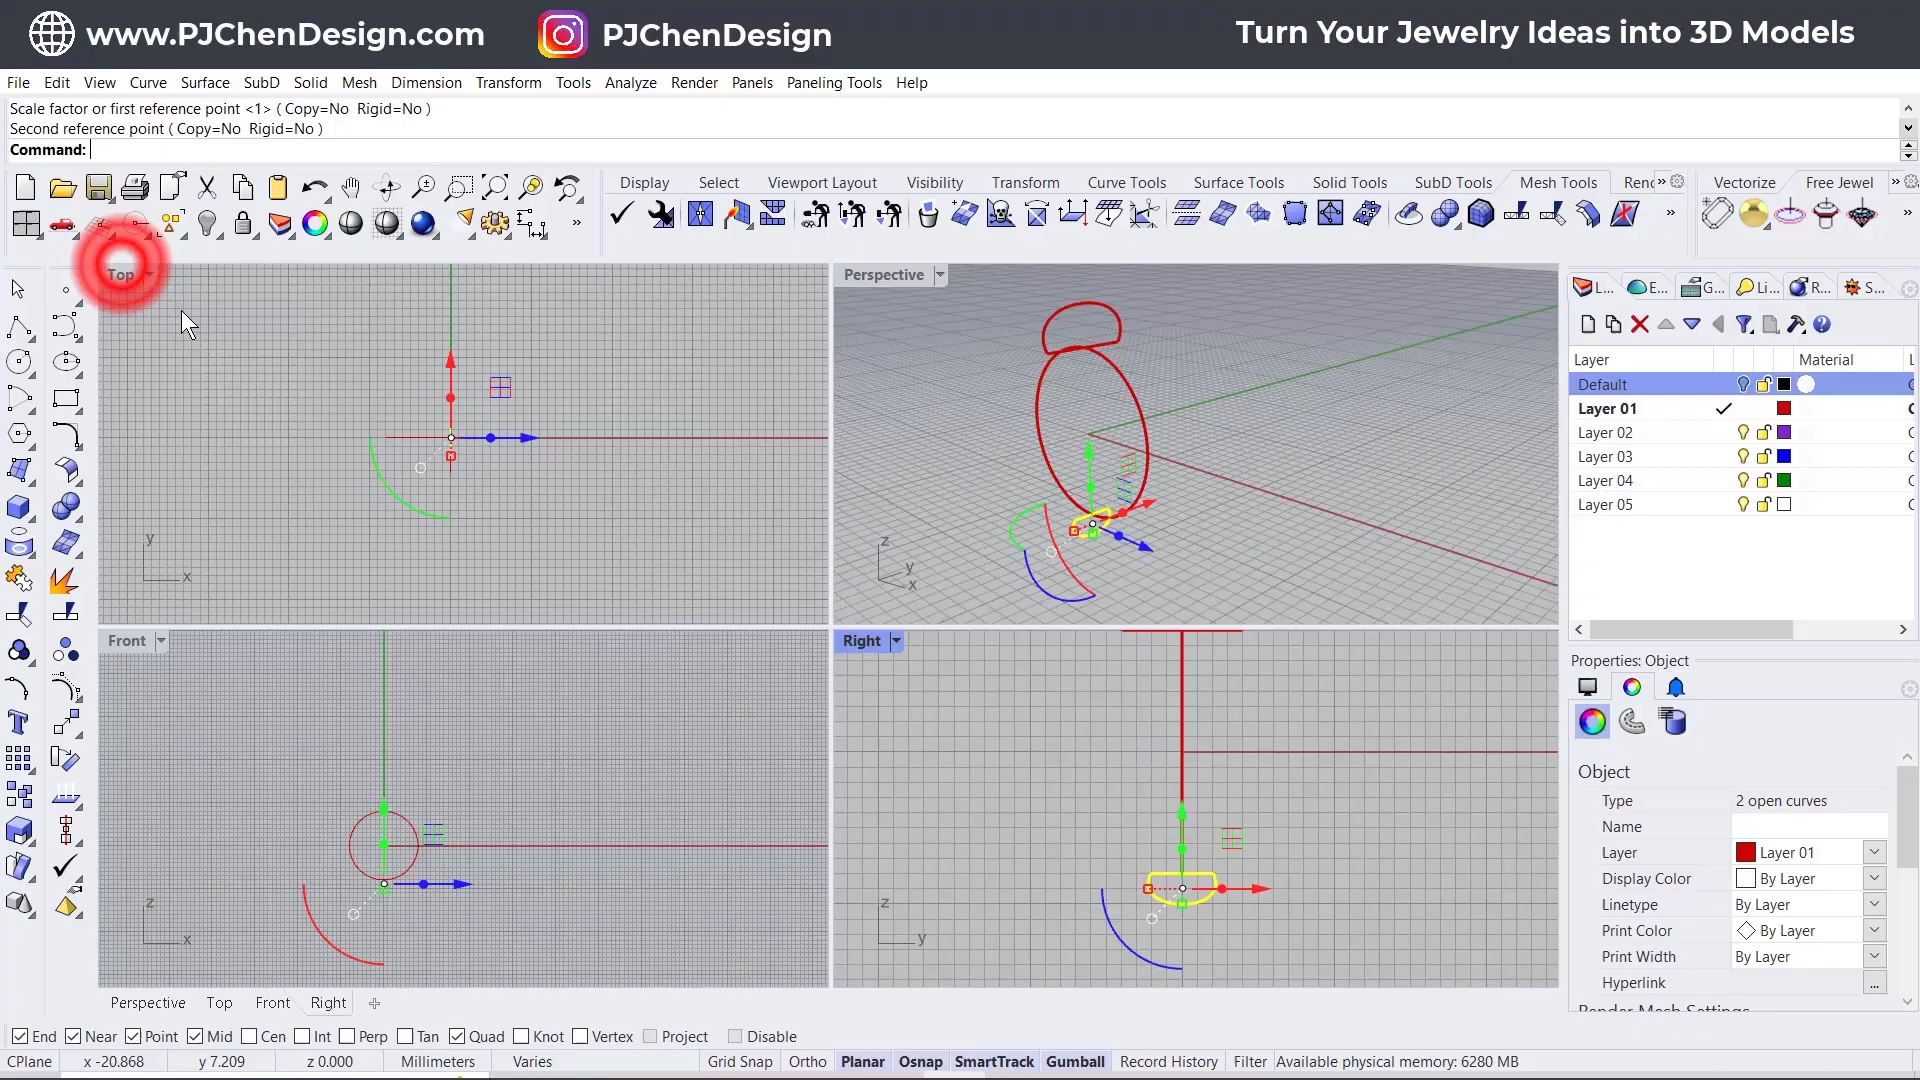 www.PJChenDesign.com PJChenDesign Turn Your Jewelry Ideas into 3D Models
File Edit View Curve Surface SubD Solid Mesh Dimension Transform Tools Analyze Render Panels Paneling Tools Help
Scale factor or first reference point <1> ( Copy=No Rigid=No )
Second reference point ( Copy=No Rigid=No )
Command:
Display Select Viewport Layout Visibility Transform Curve Tools Surface Tools Solid Tools SubD Tools Mesh Tools Renc » Vectorize Free Jewel »
Top Perspective
L... E... G... Li... R... S...
Layer Material L
Default
Layer 01
Layer 02
Layer 03
Layer 04
Layer 05
y
x
z
y
x
Front Right
Properties: Object
Object
Type 2 open curves
Name
Layer Layer 01
Display Color By Layer
Linetype By Layer
Print Color By Layer
Print Width By Layer
Hyperlink ...
Render Mesh Settings
z
x
z
y
Perspective Top Front Right
End Near Point Mid Cen Int Perp Tan Quad Knot Vertex Project Disable
CPlane x -20.868 y 7.209 z 0.000 Millimeters Varies Grid Snap Ortho Planar Osnap SmartTrack Gumball Record History Filter Available physical memory: 6280 MB